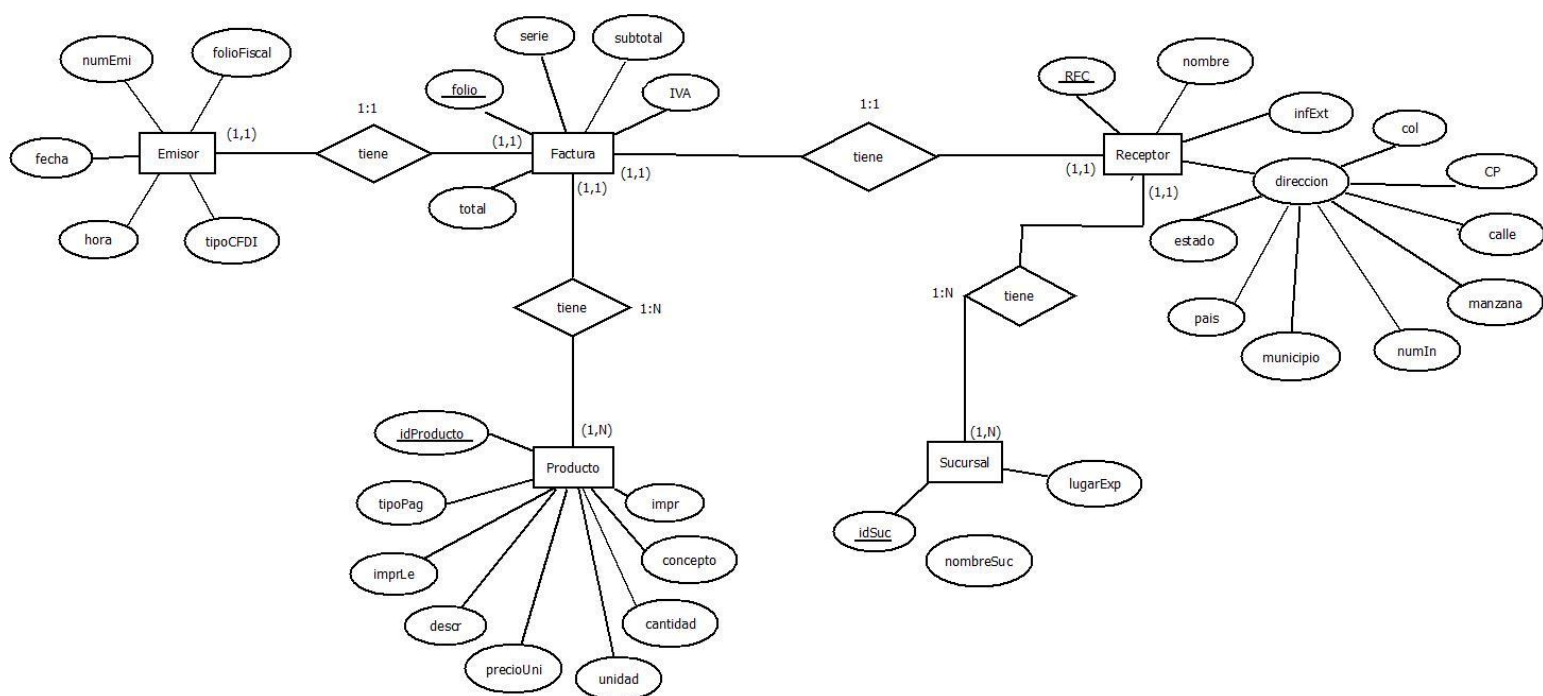 serie
subtotal
numEmi
folioFiscal
folio
IVA
RFC
nombre
infExt
col
CP
calle
manzana
numIn
municipio
pais
estado
direccion
1:1
1:1
(1,1)
(1,1)
(1,1)
(1,1)
(1,1)
(1,1)
fecha
Emisor
tiene
Factura
tiene
Receptor
hora
tipoCFDI
total
tiene
1:N
1:N
tiene
(1,N)
(1,N)
idProducto
Producto
tipoPag
impr
imprLe
concepto
descr
cantidad
precioUni
unidad
Sucursal
lugarExp
idSuc
nombreSuc